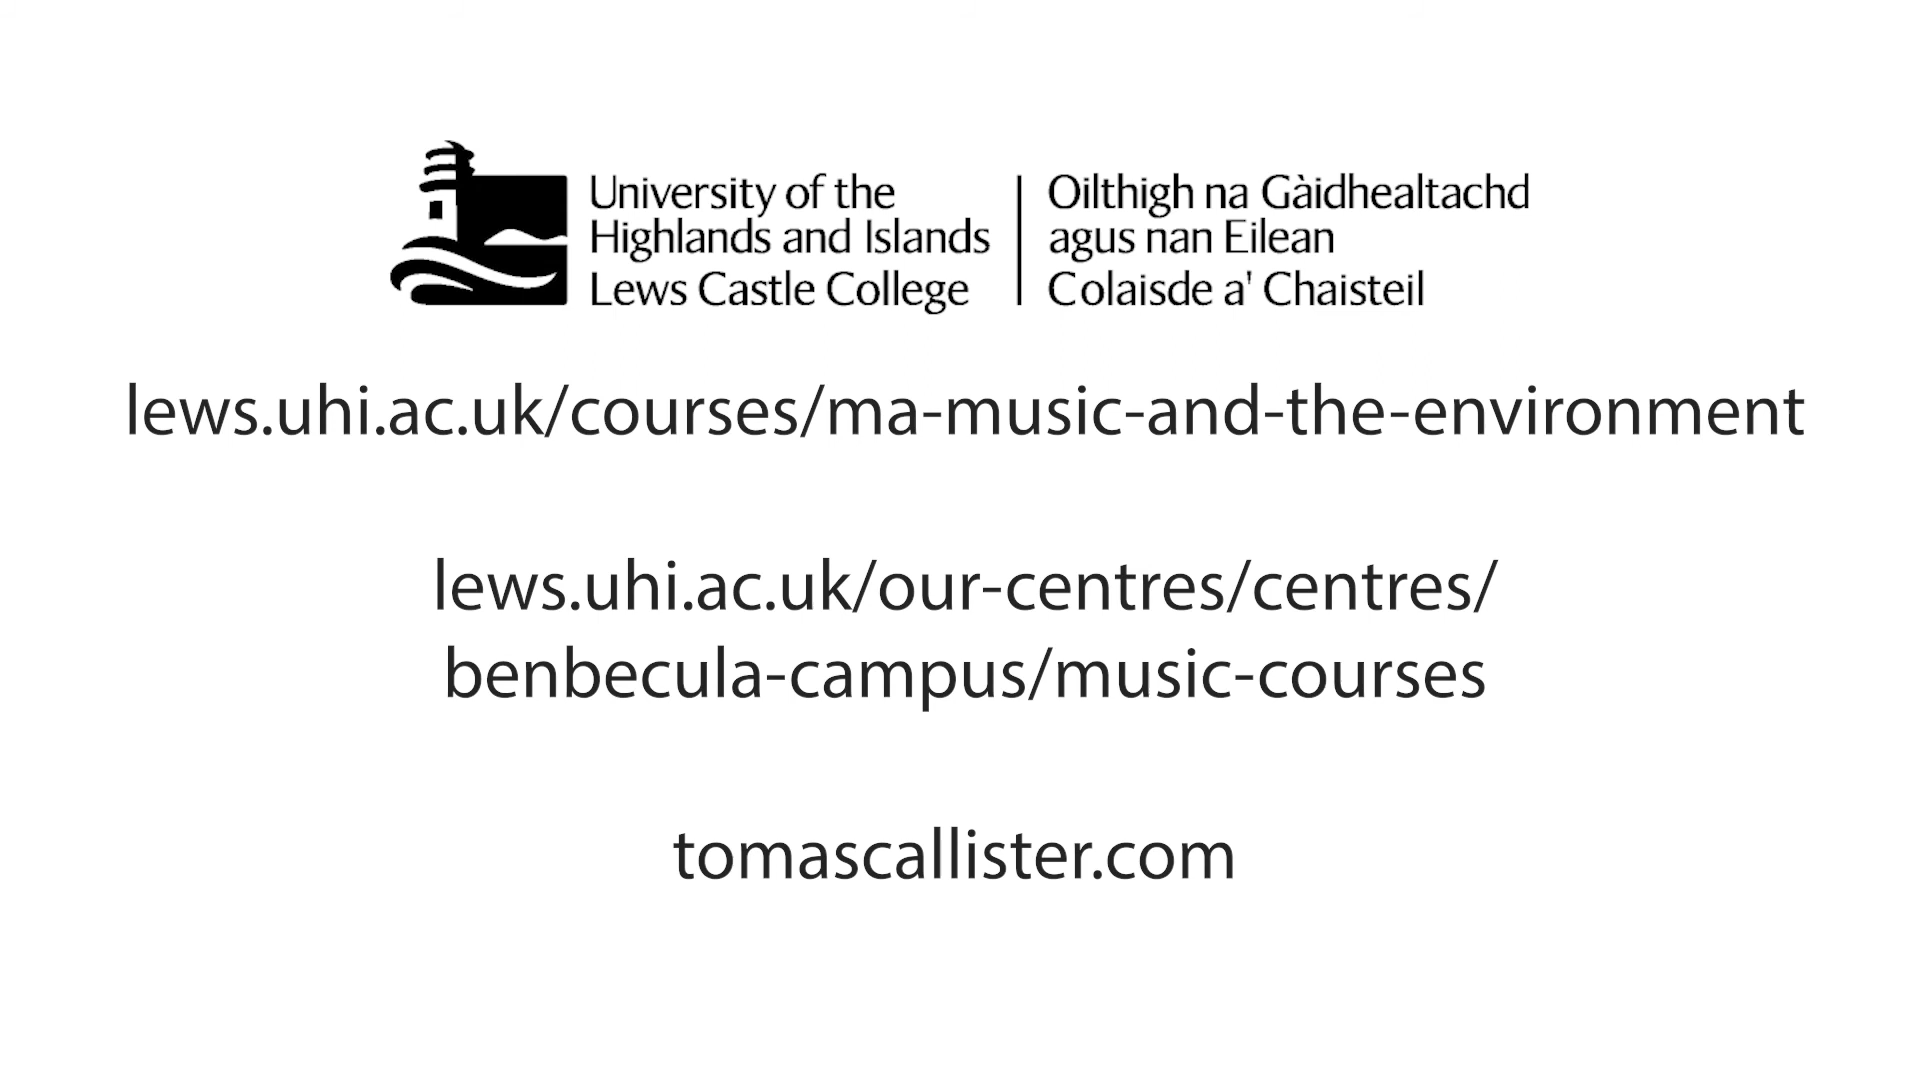 University of the
Highlands and Islands
Lews Castle College
Oilthigh na Gàidhealtachd
agus nan Eilean
Colaisde a' Chaisteil
lews.uhi.ac.uk/courses/ma-music-and-the-environment
lews.uhi.ac.uk/our-centres/centres/
benbecula-campus/music-courses
tomascallister.com